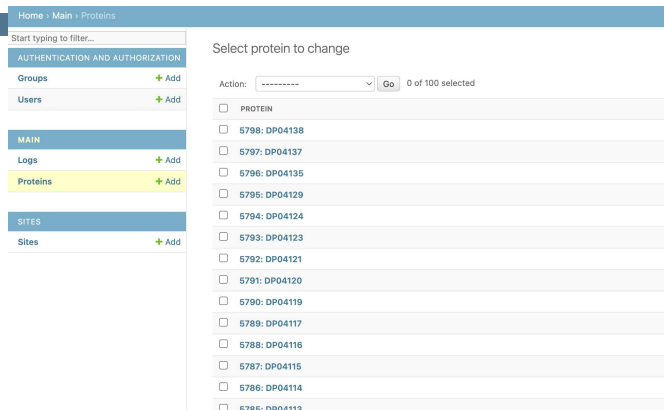 Home › Main › Proteins
Start typing to filter...
AUTHENTICATION AND AUTHORIZATION
Groups + Add
Users + Add
MAIN
Logs + Add
Proteins + Add
SITES
Sites + Add
Select protein to change
Action: --------- Go 0 of 100 selected
PROTEIN
5798: DP04138
5797: DP04137
5796: DP04135
5795: DP04129
5794: DP04124
5793: DP04123
5792: DP04121
5791: DP04120
5790: DP04119
5789: DP04117
5788: DP04116
5787: DP04115
5786: DP04114
5785: DP04113